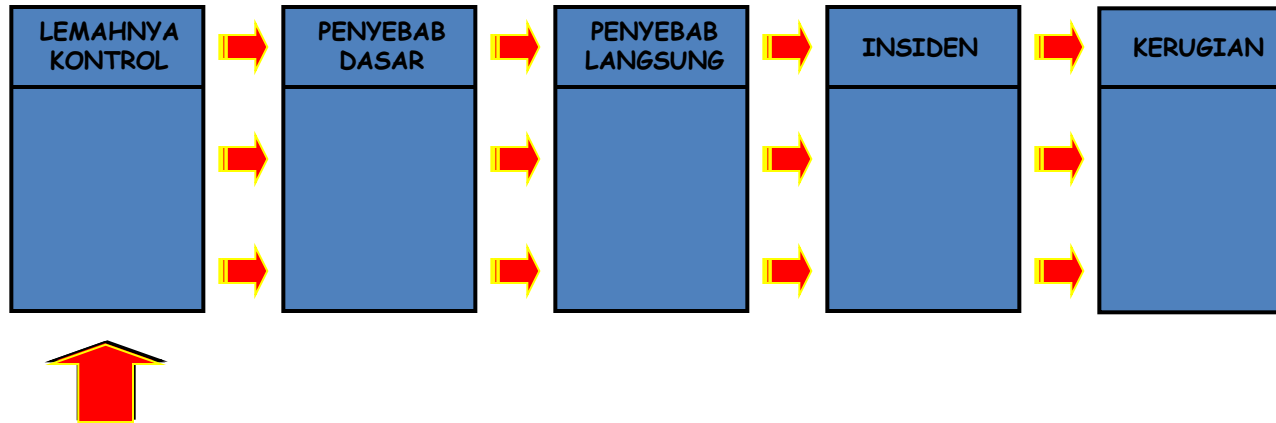 LEMAHNYA
KONTROL
PENYEBAB
DASAR
PENYEBAB
LANGSUNG
INSIDEN
KERUGIAN